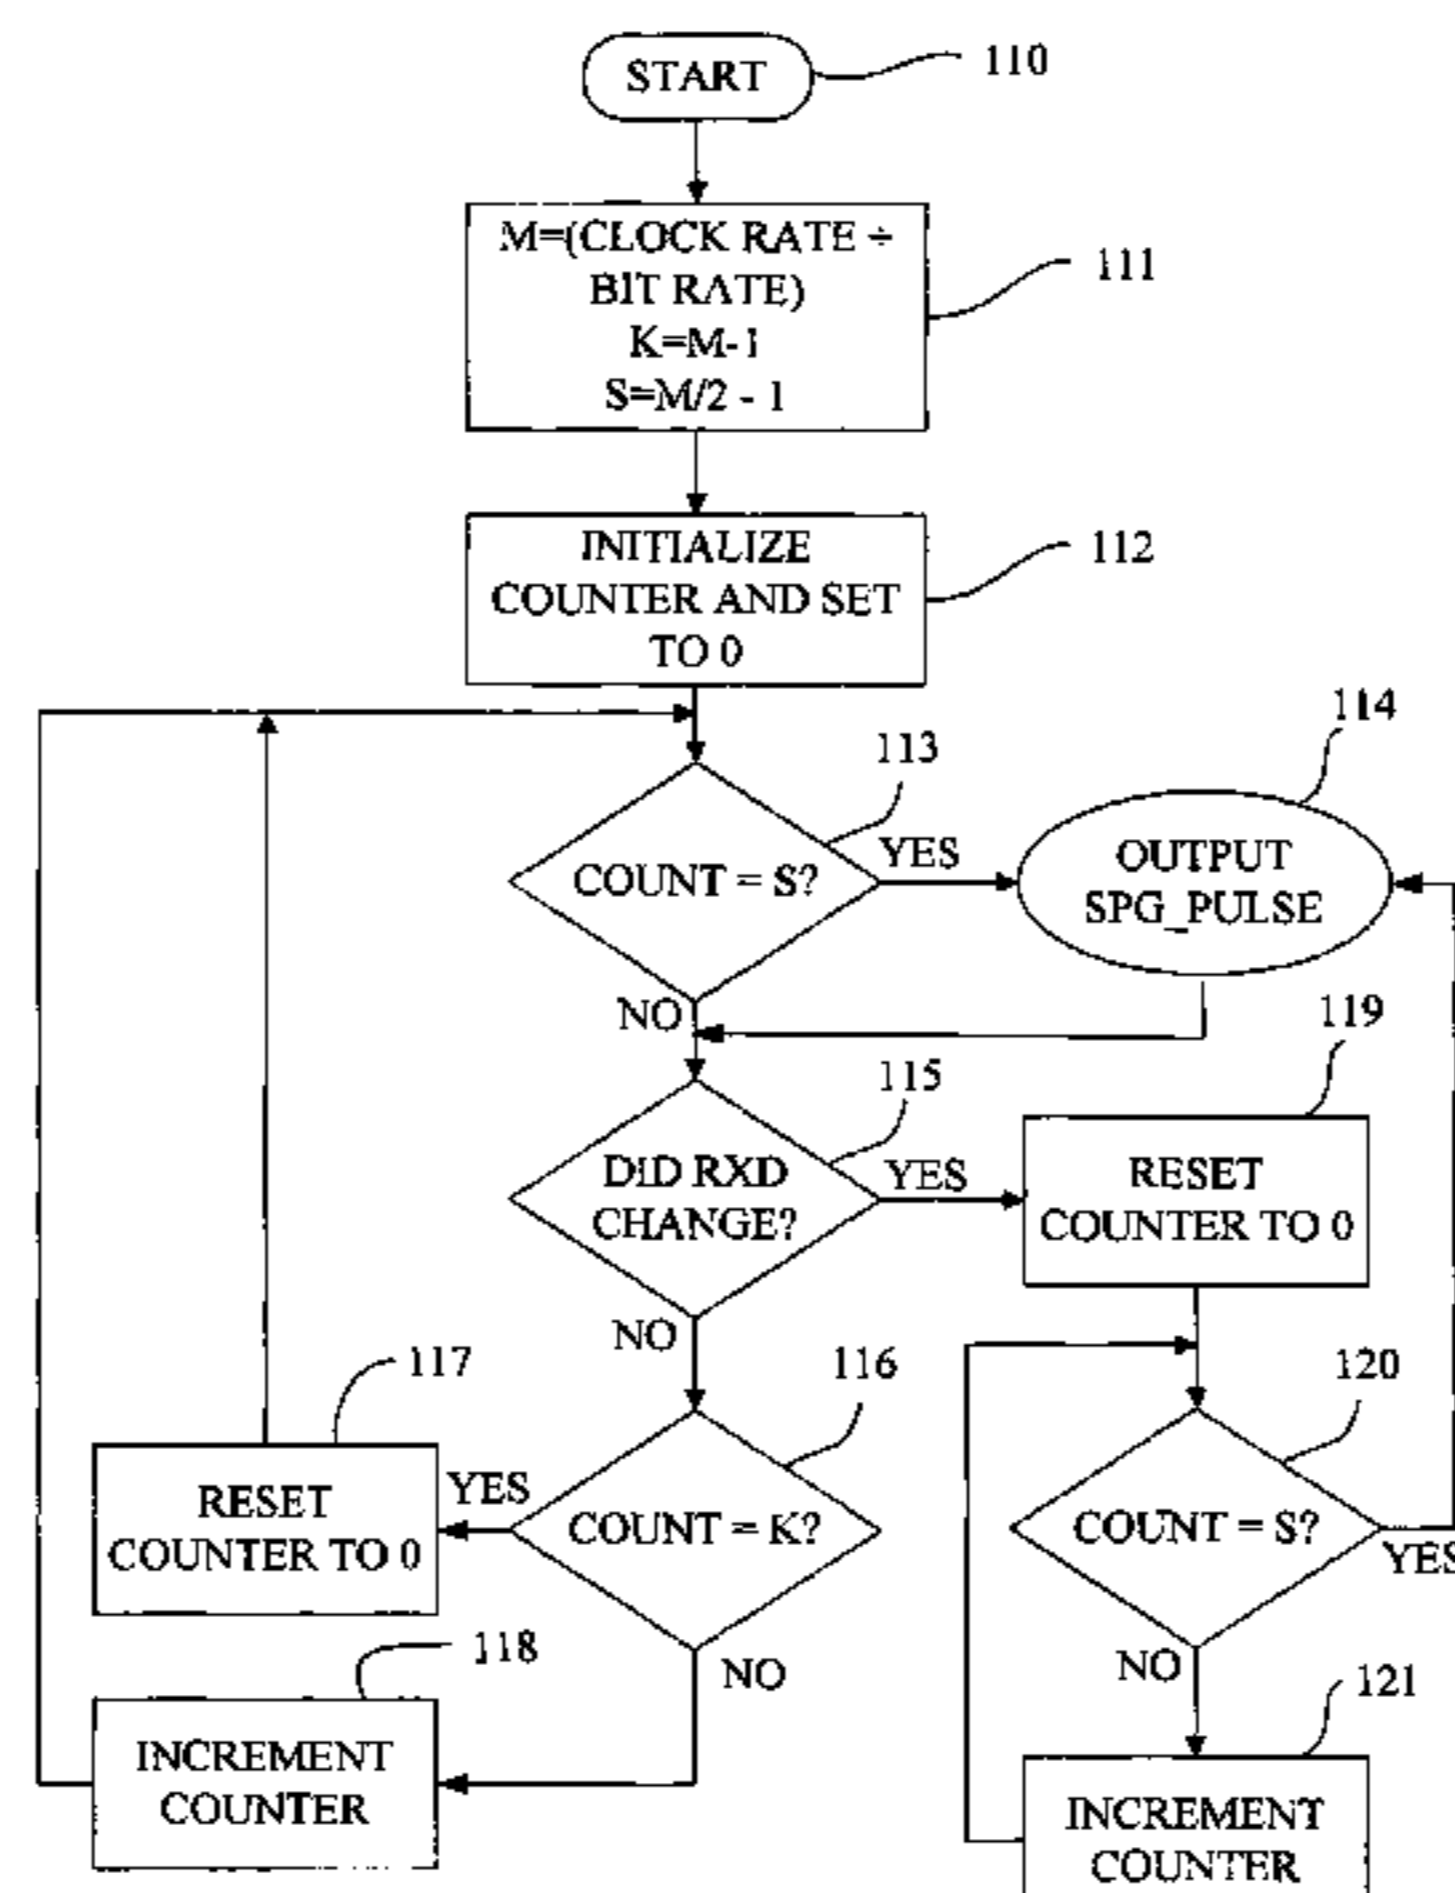 START
110
M=(CLOCK RATE ÷
BIT RATE)
K=M-1
S=M/2 - 1
111
INITIALIZE
COUNTER AND SET
TO 0
112
113
114
COUNT = S?
YES
OUTPUT
SPG_PULSE
NO
115
119
DID RXD
CHANGE?
YES
RESET
COUNTER TO 0
NO
117
116
120
RESET
COUNTER TO 0
YES
COUNT = K?
COUNT = S?
YES
118
NO
NO
121
INCREMENT
COUNTER
INCREMENT
COUNTER